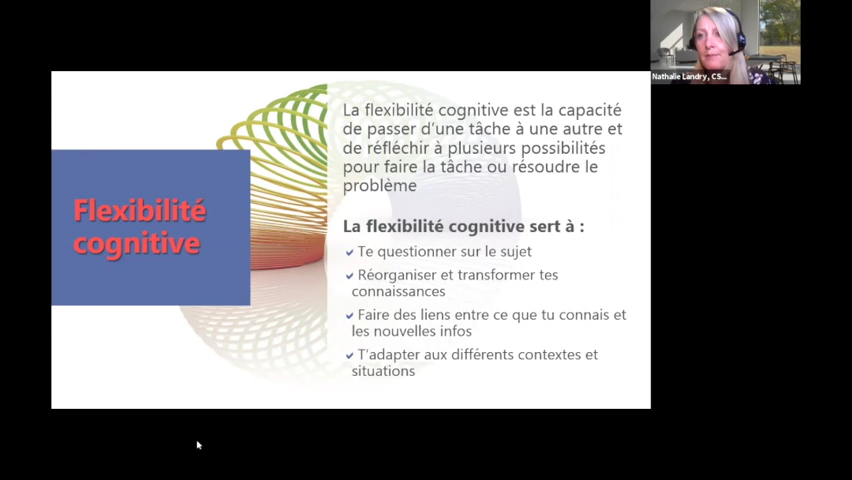 Nathalie Landry, CS...
Flexibilité
cognitive
La flexibilité cognitive est la capacité
de passer d'une tâche à une autre et
de réfléchir à plusieurs possibilités
pour faire la tâche ou résoudre le
problème
La flexibilité cognitive sert à :
Te questionner sur le sujet
Réorganiser et transformer tes
connaissances
Faire des liens entre ce que tu connais et
les nouvelles infos
T'adapter aux différents contextes et
situations